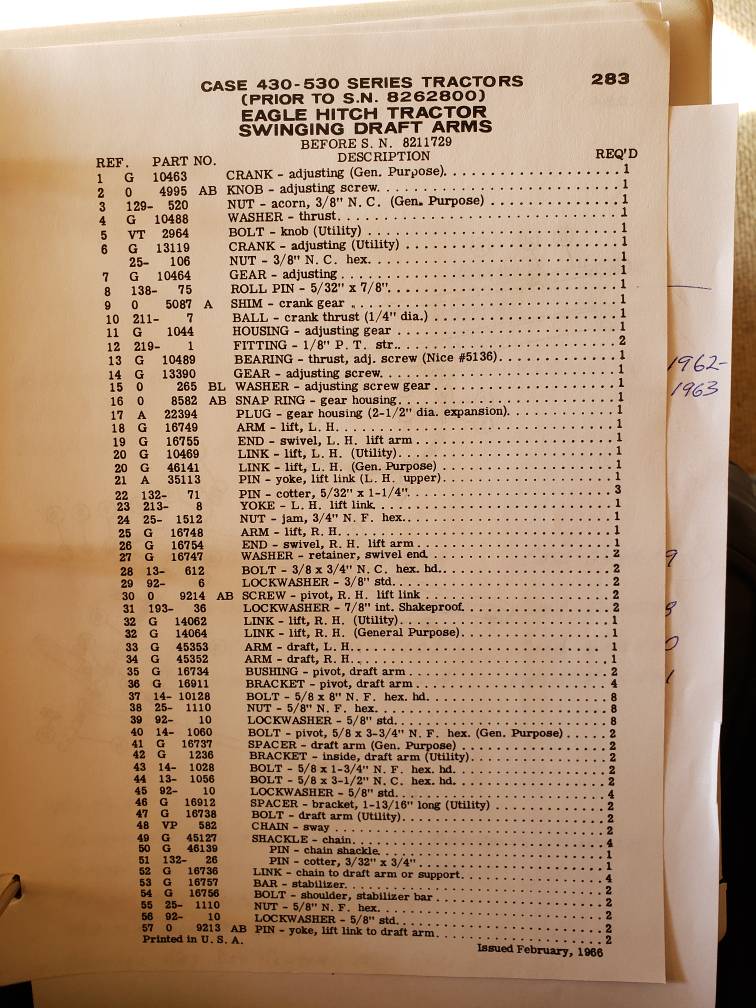 CASE 430-530 SERIES TRACTORS 283
(PRIOR TO S.N. 8262800)
EAGLE HITCH TRACTOR
SWINGING DRAFT ARMS
BEFORE S. N. 8211729
REF. PART NO. DESCRIPTION REQ'D
1 G 10463 CRANK - adjusting (Gen. Purpose). 1
2 0 4995 AB KNOB - adjusting screw. 1
3 129- 520 NUT - acorn, 3/8" N. C. (Gen. Purpose) 1
4 G 10488 WASHER - thrust. 1
5 VT 2964 BOLT - knob (Utility) 1
6 G 13119 CRANK - adjusting (Utility) 1
25- 106 NUT - 3/8" N. C. hex. 1
7 G 10464 GEAR - adjusting 1
8 138- 75 ROLL PIN - 5/32" x 7/8". 1
9 0 5087 A SHIM - crank gear 1
10 211- 7 BALL - crank thrust (1/4" dia.) 1
11 G 1044 HOUSING - adjusting gear 1
12 219- 1 FITTING - 1/8" P. T. str. 2
13 G 10489 BEARING - thrust, adj. screw (Nice #5136). 1
14 G 13390 GEAR - adjusting screw. 1
15 0 265 BL WASHER - adjusting screw gear 1
16 0 8582 AB SNAP RING - gear housing. 1
17 A 22394 PLUG - gear housing (2-1/2" dia. expansion). 1
18 G 16749 ARM - lift, L. H. 1
19 G 16755 END - swivel, L. H. lift arm 1
20 G 10469 LINK - lift, L. H. (Utility). 1
20 G 46141 LINK - lift, L. H. (Gen. Purpose) 1
21 A 35113 PIN - yoke, lift link (L. H. upper). 1
22 132- 71 PIN - cotter, 5/32" x 1-1/4". 3
23 213- 8 YOKE - L. H. lift link. 1
24 25- 1512 NUT - jam, 3/4" N. F. hex. 1
25 G 16748 ARM - lift, R. H. 1
26 G 16754 END - swivel, R. H. lift arm 1
27 G 16747 WASHER - retainer, swivel end. 2
28 13- 612 BOLT - 3/8 x 3/4" N. C. hex. hd. 2
29 92- 6 LOCKWASHER - 3/8" std. 2
30 0 9214 AB SCREW - pivot, R. H. lift link 2
31 193- 36 LOCKWASHER - 7/8" int. Shakeproof. 2
32 G 14062 LINK - lift, R. H. (Utility). 1
32 G 14064 LINK - lift, R. H. (General Purpose). 1
33 G 45353 ARM - draft, L. H. 1
34 G 45352 ARM - draft, R. H. 1
35 G 16734 BUSHING - pivot, draft arm 2
36 G 16911 BRACKET - pivot, draft arm 4
37 14- 10128 BOLT - 5/8 x 8" N. F. hex. hd. 8
38 25- 1110 NUT - 5/8" N. F. hex. 8
39 92- 10 LOCKWASHER - 5/8" std. 8
40 14- 1060 BOLT - pivot, 5/8 x 3-3/4" N. F. hex. (Gen. Purpose) 2
41 G 16737 SPACER - draft arm (Gen. Purpose) 2
42 G 1236 BRACKET - inside, draft arm (Utility). 2
43 14- 1028 BOLT - 5/8 x 1-3/4" N. F. hex. hd. 2
44 13- 1056 BOLT - 5/8 x 3-1/2" N. C. hex. hd. 2
45 92- 10 LOCKWASHER - 5/8" std. 4
46 G 16912 SPACER - bracket, 1-13/16" long (Utility) 2
47 G 16738 BOLT - draft arm (Utility). 2
48 VP 582 CHAIN - sway 2
49 G 45127 SHACKLE - chain. 4
50 G 46139 PIN - chain shackle. 1
51 132- 26 PIN - cotter, 3/32" x 3/4" 1
52 G 16736 LINK - chain to draft arm or support. 4
53 G 16757 BAR - stabilizer. 2
54 G 16756 BOLT - shoulder, stabilizer bar 2
55 25- 1110 NUT - 5/8" N. F. hex. 2
56 92- 10 LOCKWASHER - 5/8" std. 2
57 0 9213 AB PIN - yoke, lift link to draft arm. 2
Printed in U. S. A. Issued February, 1966
1962-
1963
9